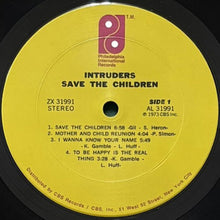 T.M.
Philadelphia
International
Records
INTRUDERS
SAVE THE CHILDREN
ZX 31991
STEREO
SIDE 1
AL 31991
℗ 1973 CBS Inc.
1. SAVE THE CHILDREN 6:58 -Gil - S. Heron-
2. MOTHER AND CHILD REUNION 4:04 -P. Simon-
3. I WANNA KNOW YOUR NAME 5:49
-K. Gamble - L. Huff-
4. TO BE HAPPY IS THE REAL
THING 3:28 -K. Gamble -
L. Huff-
Distributed by CBS Records / CBS, Inc. 51 West 52 Street, New York City